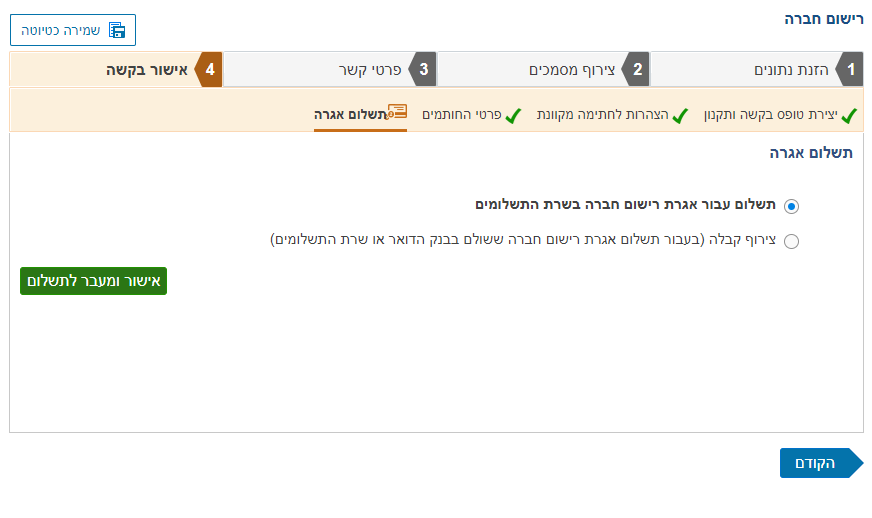 רישום חברה
שמירה כטיוטה
1 הזנת נתונים
2 צירוף מסמכים
3 פרטי קשר
4 אישור בקשה
יצירת טופס בקשה ותקנון
הצהרות לחתימה מקוונת
פרטי החותמים
תשלום אגרה
תשלום אגרה
תשלום עבור אגרת רישום חברה בשרת התשלומים
צירוף קבלה (בעבור תשלום אגרת רישום חברה ששולם בבנק הדואר או שרת התשלומים)
אישור ומעבר לתשלום
הקודם